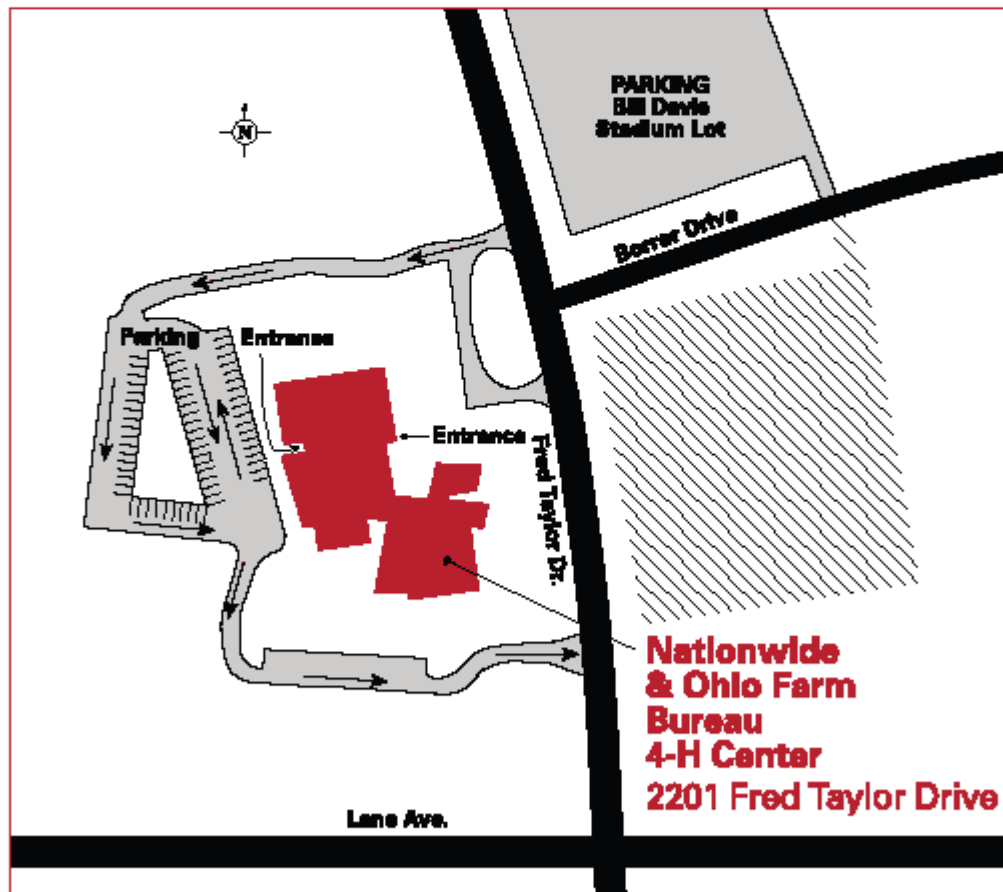 PARKING
Bill Davis
Stadium Lot
N
Borror Drive
Parking
Entrance
Entrance
Fred Taylor Dr.
Nationwide
& Ohio Farm
Bureau
4-H Center
2201 Fred Taylor Drive
Lane Ave.